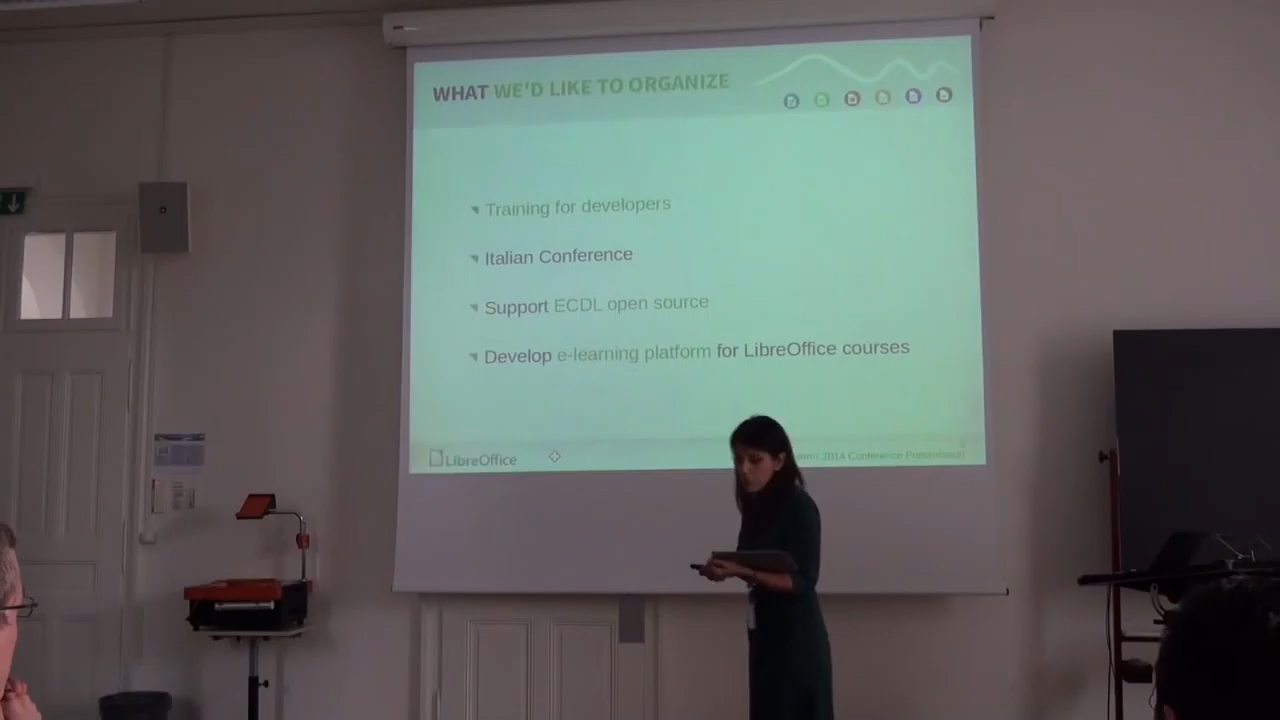 WHAT WE'D LIKE TO ORGANIZE
Training for developers
Italian Conference
Support ECDL open source
Develop e-learning platform for LibreOffice courses
LibreOffice
2014 Conference Presentation